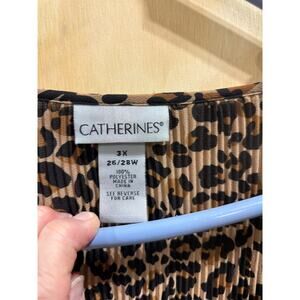 CATHERINES®
3X
26/28W
100%
POLYESTER
MADE IN
CHINA
SEE REVERSE
FOR CARE